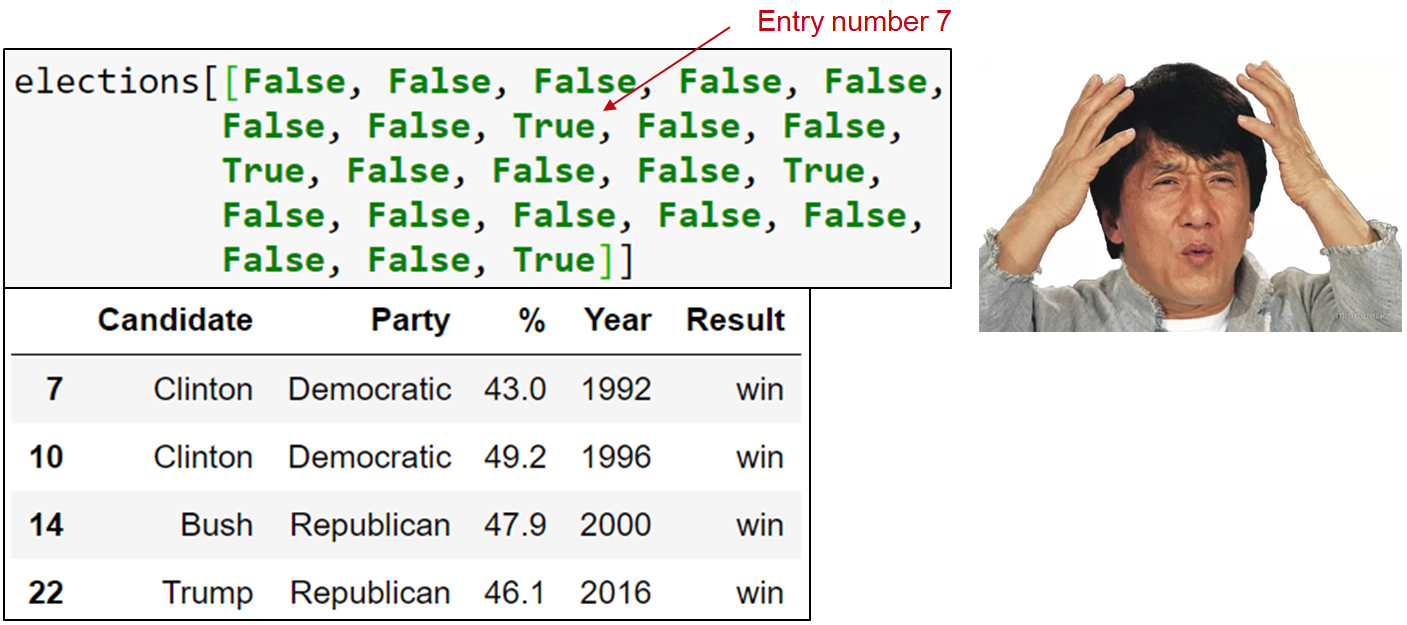 Entry number 7
elections[[False, False, False, False, False,
False, False, True, False, False,
True, False, False, False, True,
False, False, False, False, False,
False, False, True]]
Candidate Party % Year Result
7 Clinton Democratic 43.0 1992 win
10 Clinton Democratic 49.2 1996 win
14 Bush Republican 47.9 2000 win
22 Trump Republican 46.1 2016 win